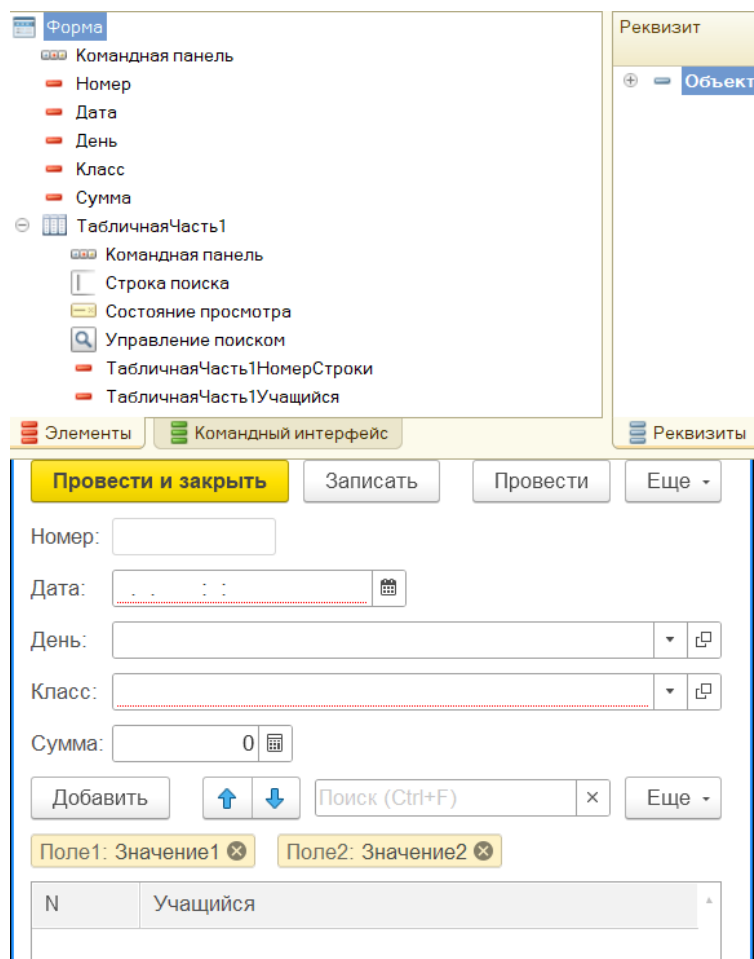 Форма
Командная панель
Номер
Дата
День
Класс
Сумма
ТабличнаяЧасть1
Командная панель
Строка поиска
Состояние просмотра
Управление поиском
ТабличнаяЧасть1НомерСтроки
ТабличнаяЧасть1Учащийся
Элементы Командный интерфейс
Реквизит
Объект
Реквизиты
Провести и закрыть Записать Провести Еще
Номер:
Дата: . . : :
День:
Класс:
Сумма: 0
Добавить Поиск (Ctrl+F) × Еще
Поле1: Значение1 Поле2: Значение2
N Учащийся